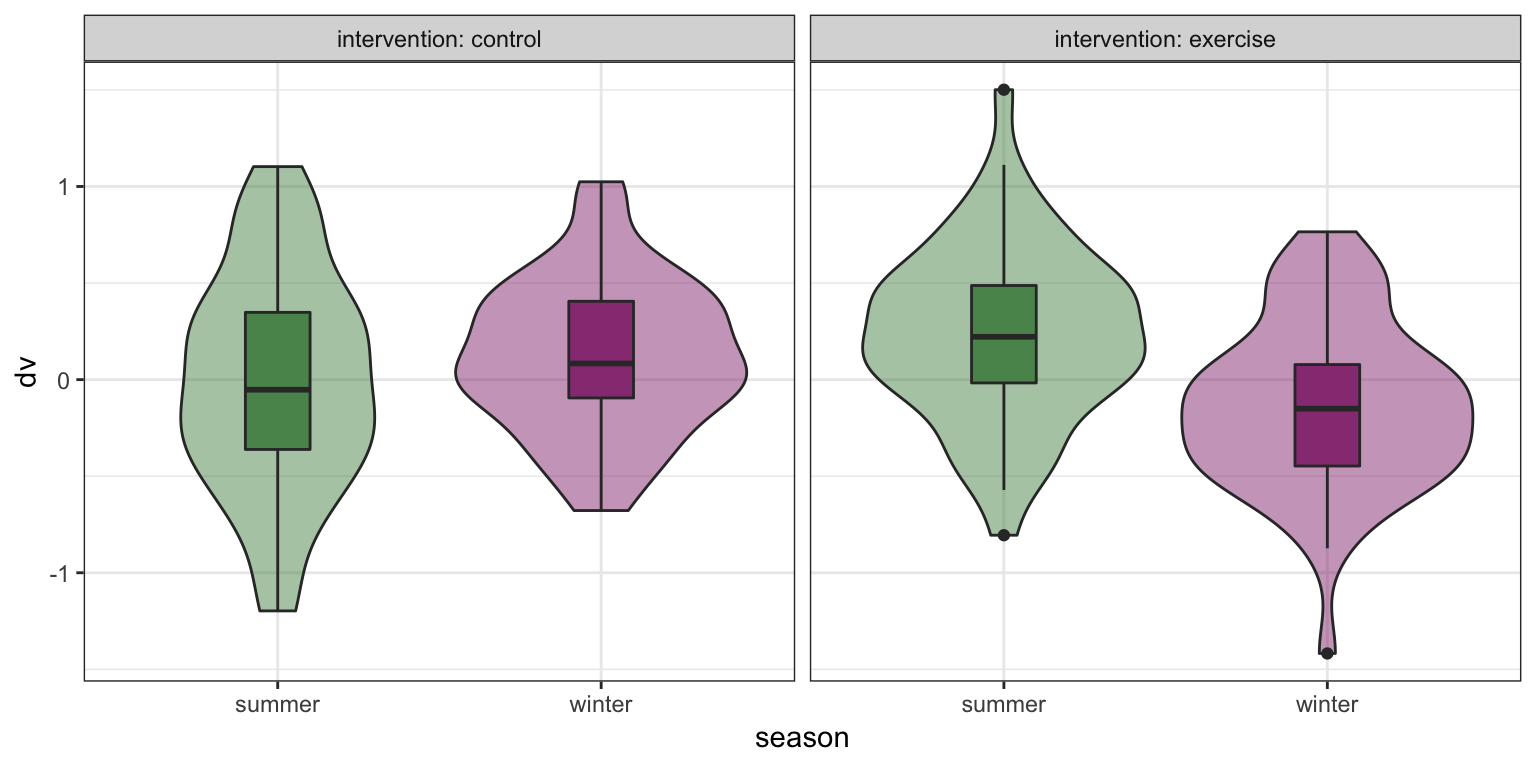 intervention: control
intervention: exercise
dv
1
0
-1
summer
winter
summer
winter
season